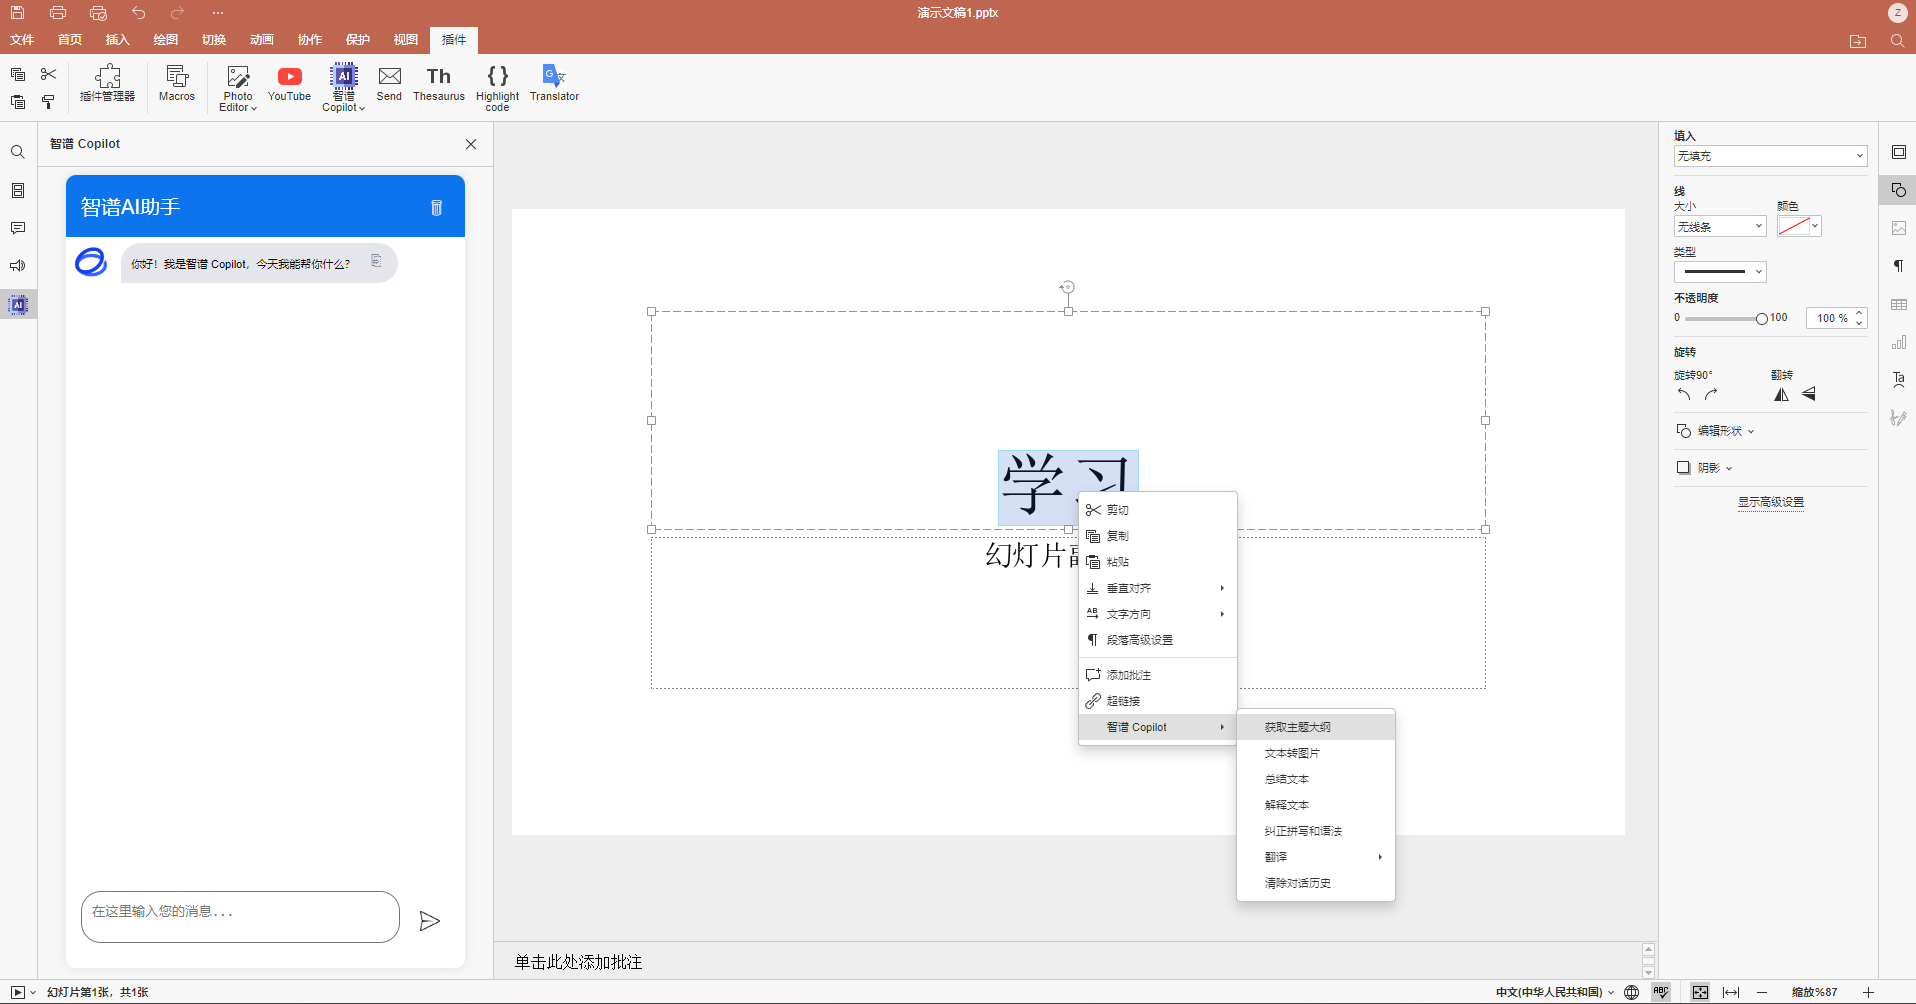 演示文稿1.pptx
Z
文件 首页 插入 绘图 切换 动画 协作 保护 视图 插件
插件管理器
Macros
Photo Editor
YouTube
智谱 Copilot
Send
Th
Thesaurus
Highlight code
Translator
智谱 Copilot
智谱AI助手
你好！我是智谱 Copilot，今天我能帮你什么？
在这里输入您的消息...
学习
幻灯片
剪切
复制
粘贴
垂直对齐
文字方向
段落高级设置
添加批注
超链接
智谱 Copilot
获取主题大纲
文本转图片
总结文本
解释文本
纠正拼写和语法
翻译
清除对话历史
单击此处添加批注
填入
无填充
线
大小 颜色
无线条
类型
不透明度
0 100 100 %
旋转
旋转90° 翻转
编辑形状
阴影
显示高级设置
幻灯片第1张，共1张
中文(中华人民共和国)
缩放%87